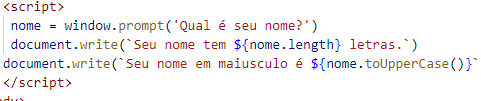 <script>
nome = window.prompt('Qual é seu nome?')
document.write(`Seu nome tem ${nome.length} letras.`)
document.write(`Seu nome em maiusculo é ${nome.toUpperCase()}`
</script>